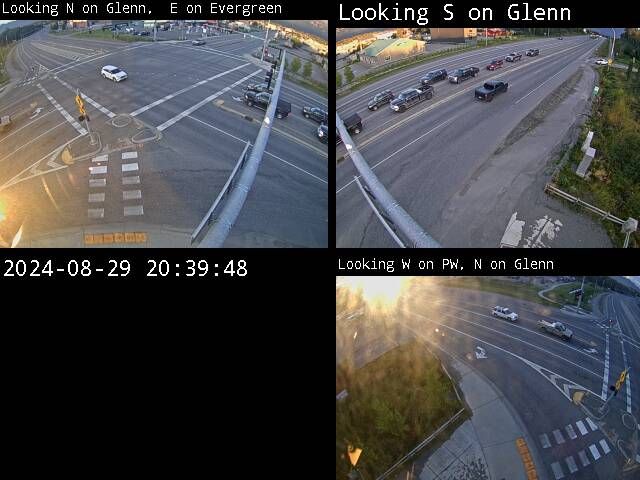 Looking N on Glenn, E on Evergreen
Looking S on Glenn
2024-08-29 20:39:48
Looking W on PW, N on Glenn